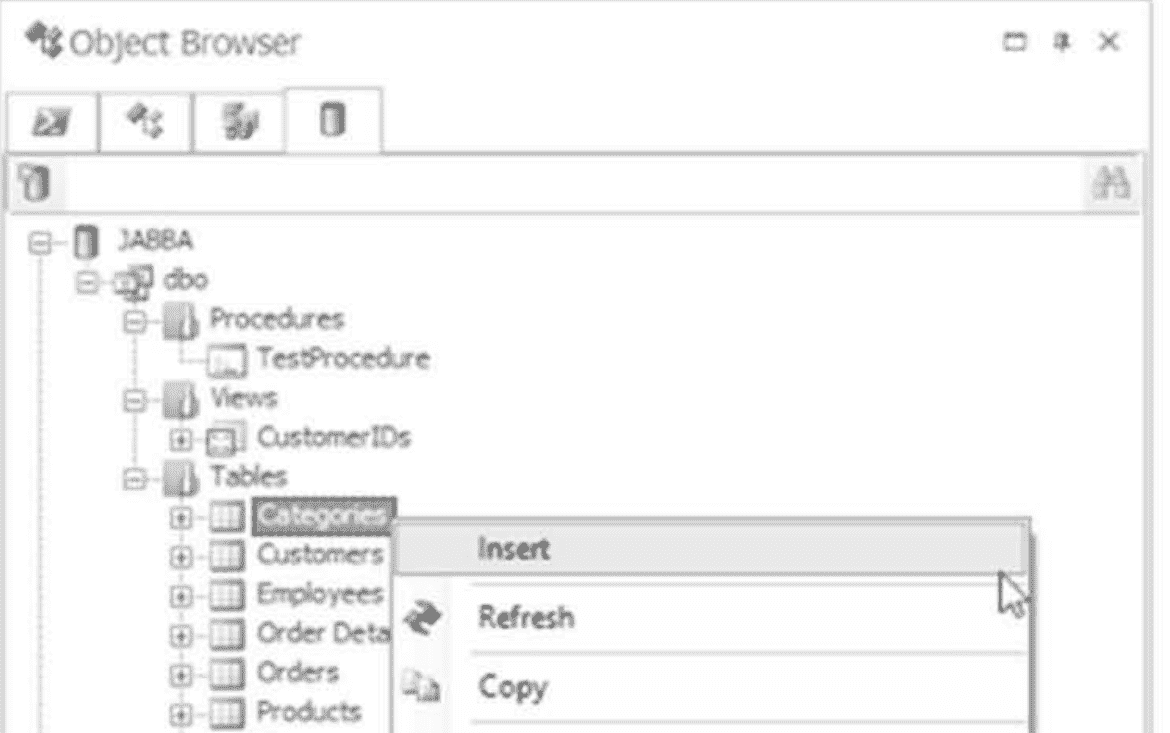 Object Browser
JABBA
dbo
Procedures
TestProcedure
Views
CustomerIDs
Tables
Categories
Insert
Customers
Employees
Refresh
Order Deta
Orders
Copy
Products